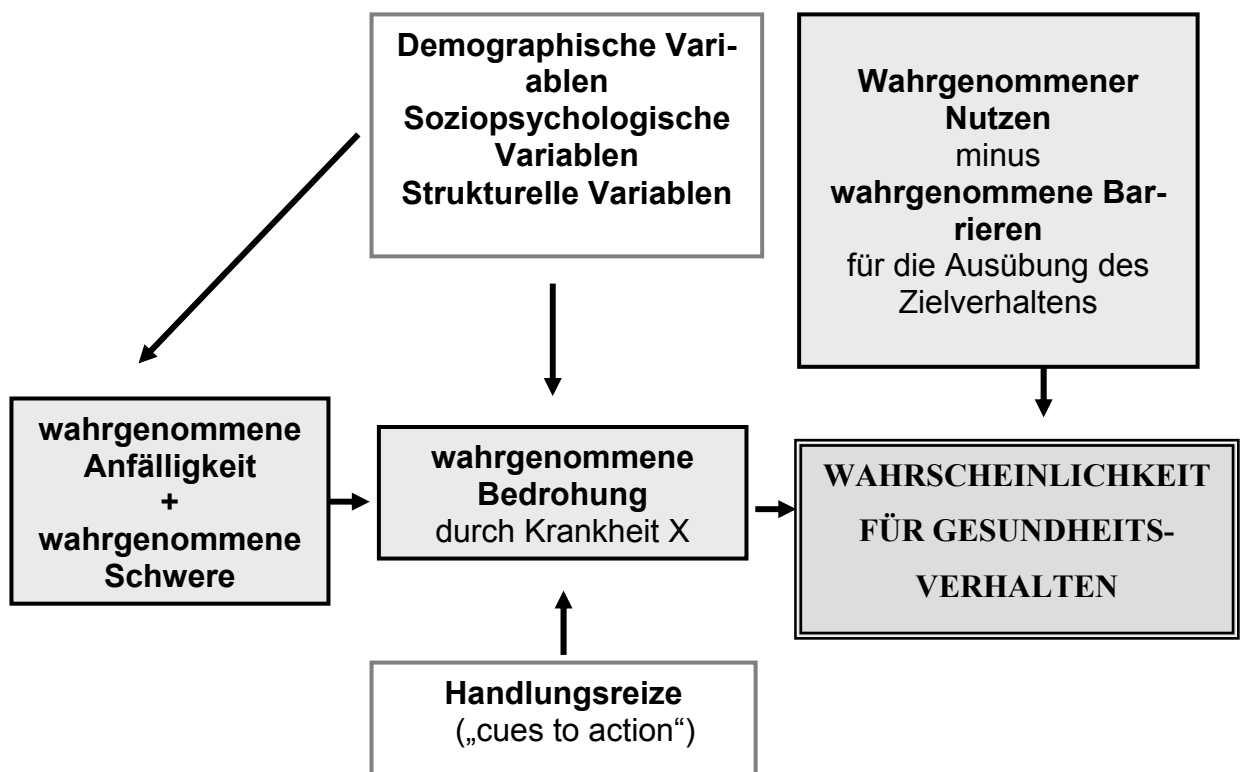 Demographische Vari-
ablen
Soziopsychologische
Variablen
Strukturelle Variablen
Wahrgenommener
Nutzen
minus
wahrgenommene Bar-
rieren
für die Ausübung des
Zielverhaltens
wahrgenommene
Anfälligkeit
+
wahrgenommene
Schwere
wahrgenommene
Bedrohung
durch Krankheit X
WAHRSCHEINLICHKEIT
FÜR GESUNDHEITS-
VERHALTEN
Handlungsreize
(„cues to action“)